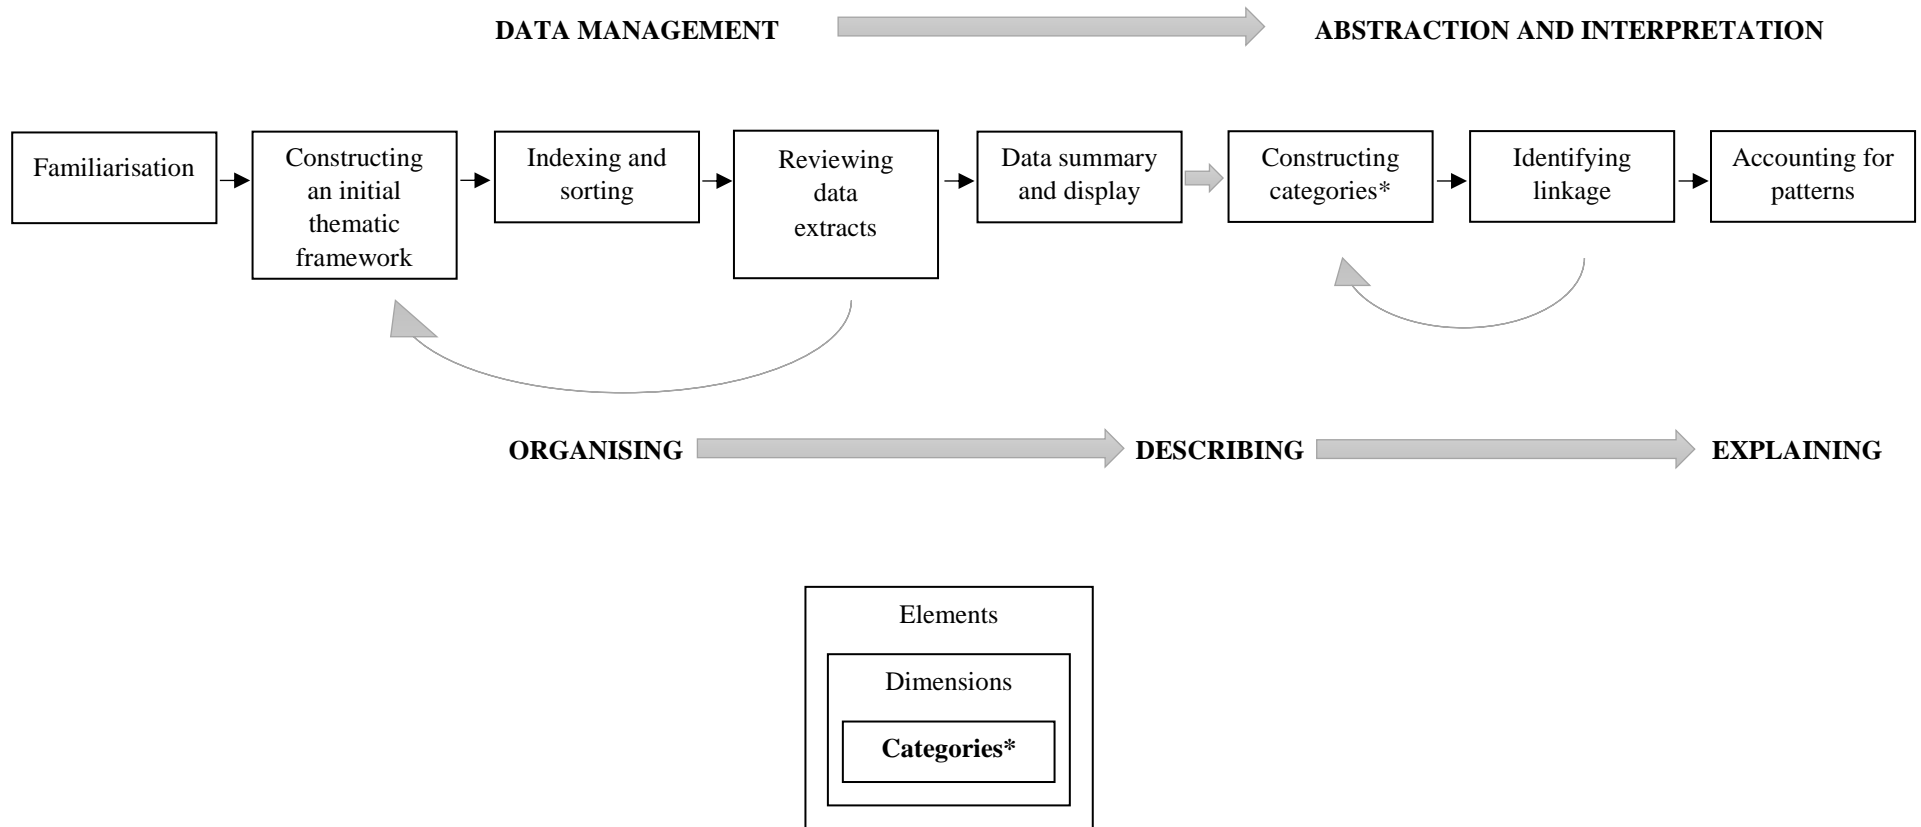 DATA MANAGEMENT
ABSTRACTION AND INTERPRETATION
Familiarisation
Constructing
an initial
thematic
framework
Indexing and
sorting
Reviewing
data
extracts
Data summary
and display
Constructing
categories*
Identifying
linkage
Accounting for
patterns
ORGANISING
DESCRIBING
EXPLAINING
Elements
Dimensions
Categories*